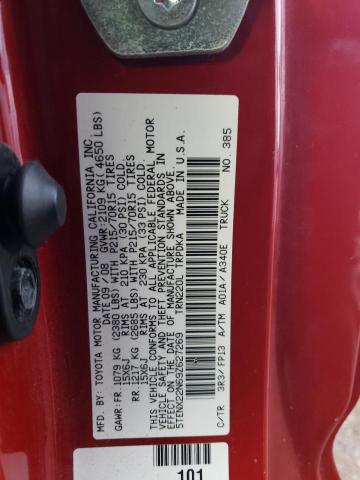 MFD. BY: TOYOTA MOTOR MANUFACTURING CALIFORNIA, INC.
DATE 09/08 GVWR: 2109 KG( 4650 LBS)
GAWR: FR. 1079 KG (2380 LBS) WITH P215/70R15 TIRES
15X6J RIMS AT 210 KPA (30 PSI) COLD.
RR. 1217 KG (2685 LBS) WITH P215/70R15 TIRES
15X6J RIMS AT 230 KPA (33 PSI) COLD.
THIS VEHICLE CONFORMS TO ALL APPLICABLE FEDERAL MOTOR
VEHICLE SAFETY AND THEFT PREVENTION STANDARDS IN
EFFECT ON THE DATE OF MANUFACTURE SHOWN ABOVE.
5TENX22N69Z627269 TRN220L TRPDKA MADE IN U.S.A.
C/TR 3R3/FP13 A/TM A01A/A340E TRUCK NO. 385
101